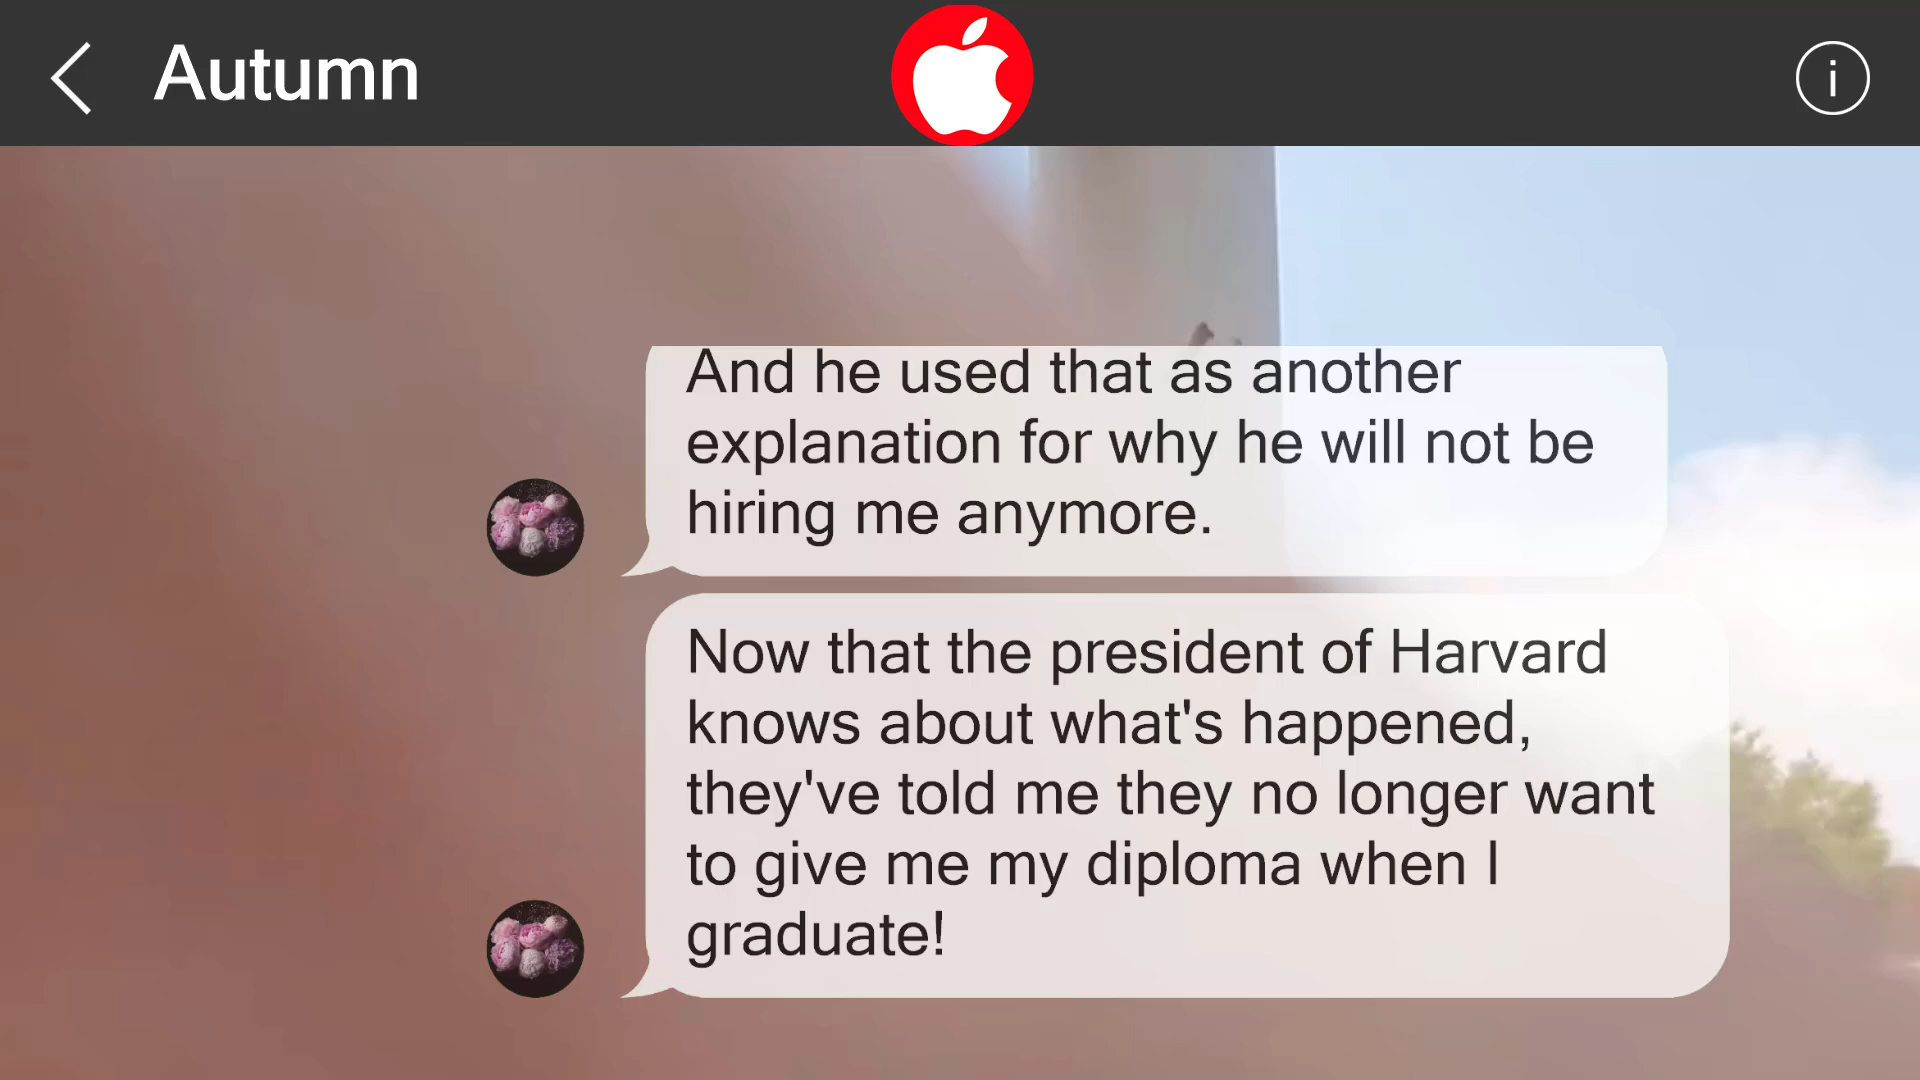 Autumn
And he used that as another
explanation for why he will not be
hiring me anymore.
Now that the president of Harvard
knows about what's happened,
they've told me they no longer want
to give me my diploma when I
graduate!